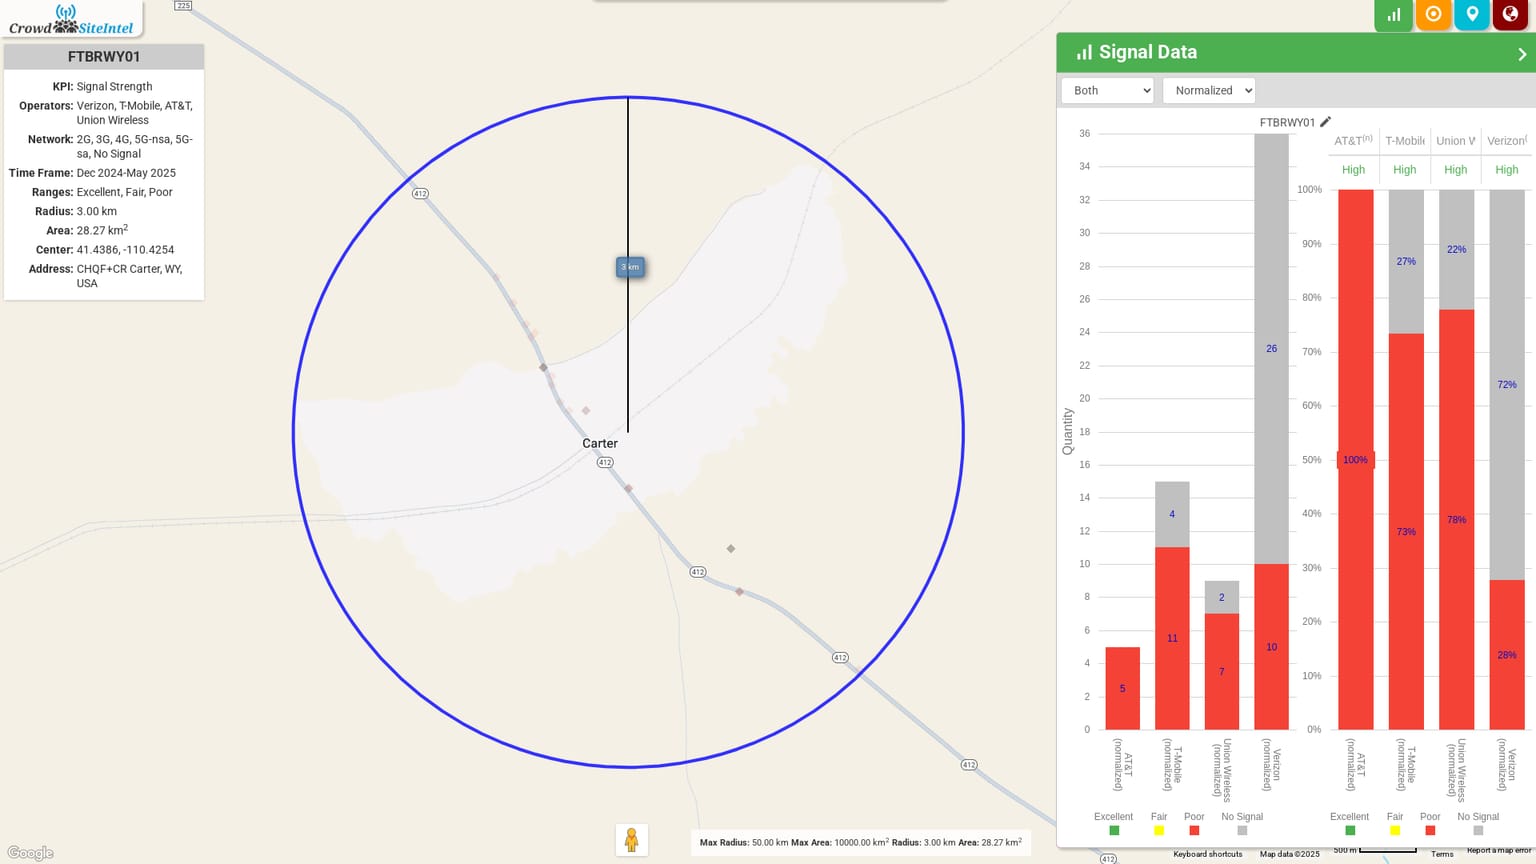 225
Crowd SiteIntel
FTBRWY01
KPI: Signal Strength
Operators: Verizon, T-Mobile, AT&T,
Union Wireless
Network: 2G, 3G, 4G, 5G-nsa, 5G-
sa, No Signal
Time Frame: Dec 2024-May 2025
Ranges: Excellent, Fair, Poor
Radius: 3.00 km
Area: 28.27 km2
Center: 41.4386, -110.4254
Address: CHQF+CR Carter, WY,
USA
412
3 km
Carter
412
412
412
412
412
Google
Max Radius: 50.00 km Max Area: 10000.00 km2 Radius: 3.00 km Area: 28.27 km2
Signal Data
Both
Normalized
FTBRWY01
Quantity
36
34
32
30
28
26
24
22
20
18
16
14
12
10
8
6
4
2
0
5
4
11
2
7
26
10
AT&T (normalized)
T-Mobile (normalized)
Union Wireless (normalized)
Verizon (normalized)
Excellent Fair Poor No Signal
AT&T(n) T-Mobile Union W Verizon(
High High High High
100%
90%
80%
70%
60%
50%
40%
30%
20%
10%
0%
100%
27%
73%
22%
78%
72%
28%
AT&T (normalized)
T-Mobile (normalized)
Union Wireless (normalized)
Verizon (normalized)
Excellent Fair Poor No Signal
Keyboard shortcuts Map data ©2025 500 m Terms Report a map error